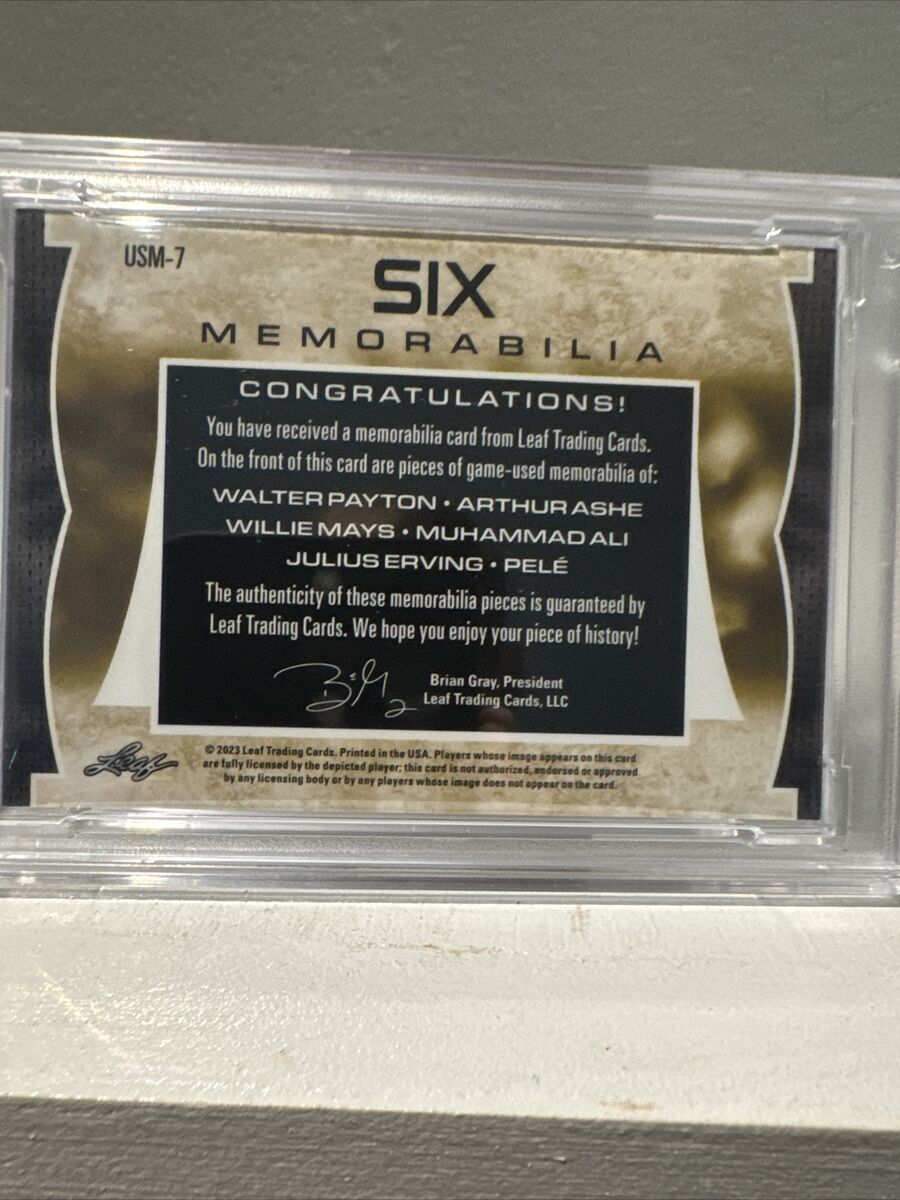 USM-7
SIX
MEMORABILIA
CONGRATULATIONS!
You have received a memorabilia card from Leaf Trading Cards.
On the front of this card are pieces of game-used memorabilia of:
WALTER PAYTON • ARTHUR ASHE
WILLIE MAYS • MUHAMMAD ALI
JULIUS ERVING • PELÉ
The authenticity of these memorabilia pieces is guaranteed by
Leaf Trading Cards. We hope you enjoy your piece of history!
Brian Gray, President
Leaf Trading Cards, LLC
Leaf
© 2023 Leaf Trading Cards. Printed in the USA. Players whose image appears on this card
are fully licensed by the depicted player; this card is not authorized, endorsed or approved
by any licensing body or by any players whose image does not appear on the card.